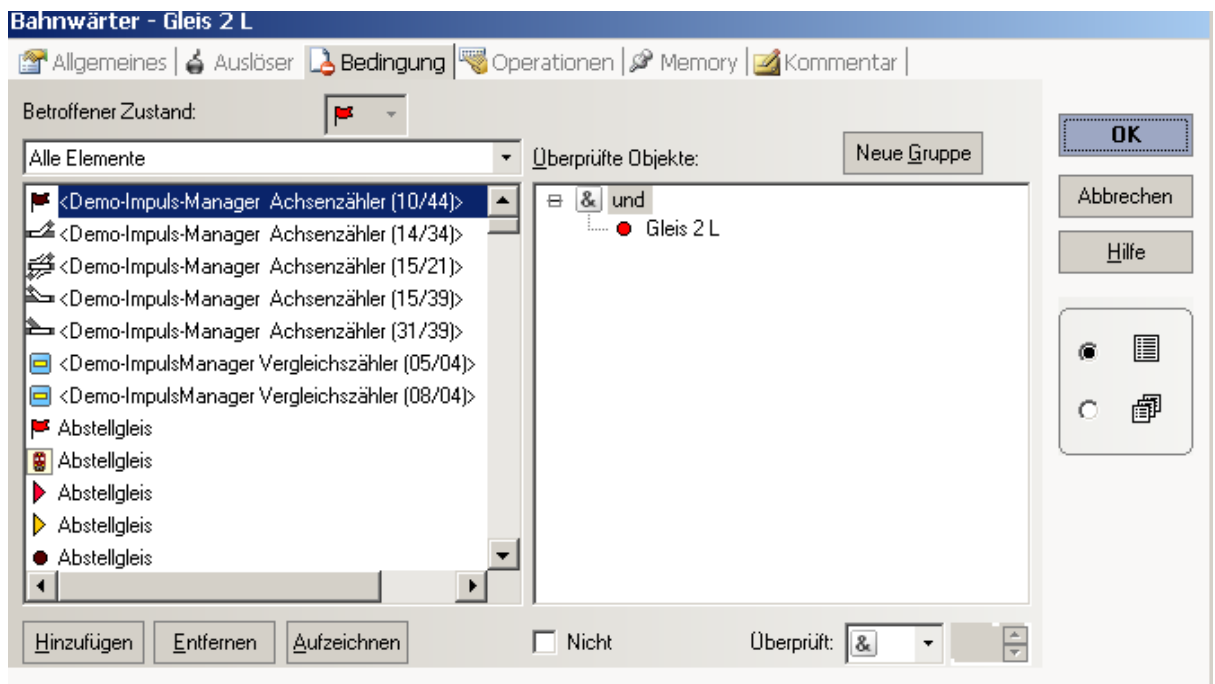 Bahnwärter - Gleis 2 L
Allgemeines Auslöser Bedingung Operationen Memory Kommentar
Betroffener Zustand:
Alle Elemente
<Demo-Impuls-Manager Achsenzähler (10/44)>
<Demo-Impuls-Manager Achsenzähler (14/34)>
<Demo-Impuls-Manager Achsenzähler (15/21)>
<Demo-Impuls-Manager Achsenzähler (15/39)>
<Demo-Impuls-Manager Achsenzähler (31/39)>
<Demo-ImpulsManager Vergleichszähler (05/04)>
<Demo-ImpulsManager Vergleichszähler (08/04)>
Abstellgleis
Abstellgleis
Abstellgleis
Abstellgleis
Abstellgleis
Hinzufügen Entfernen Aufzeichnen
Überprüfte Objekte: Neue Gruppe
& und
Gleis 2 L
Nicht Überprüft: &
OK
Abbrechen
Hilfe